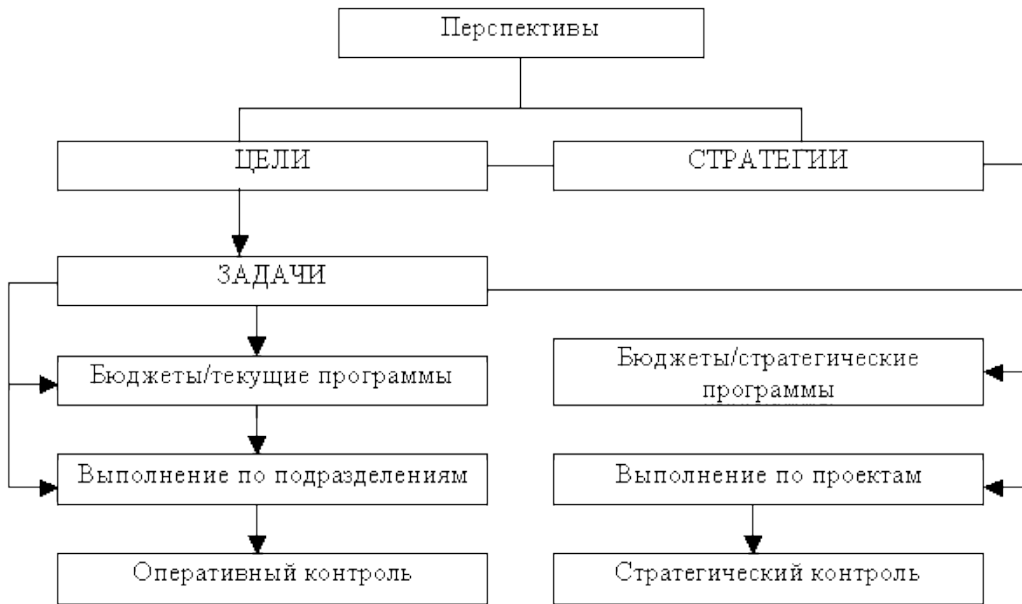 Перспективы
ЦЕЛИ
СТРАТЕГИИ
ЗАДАЧИ
Бюджеты/текущие программы
Бюджеты/стратегические
программы
Выполнение по подразделениям
Выполнение по проектам
Оперативный контроль
Стратегический контроль